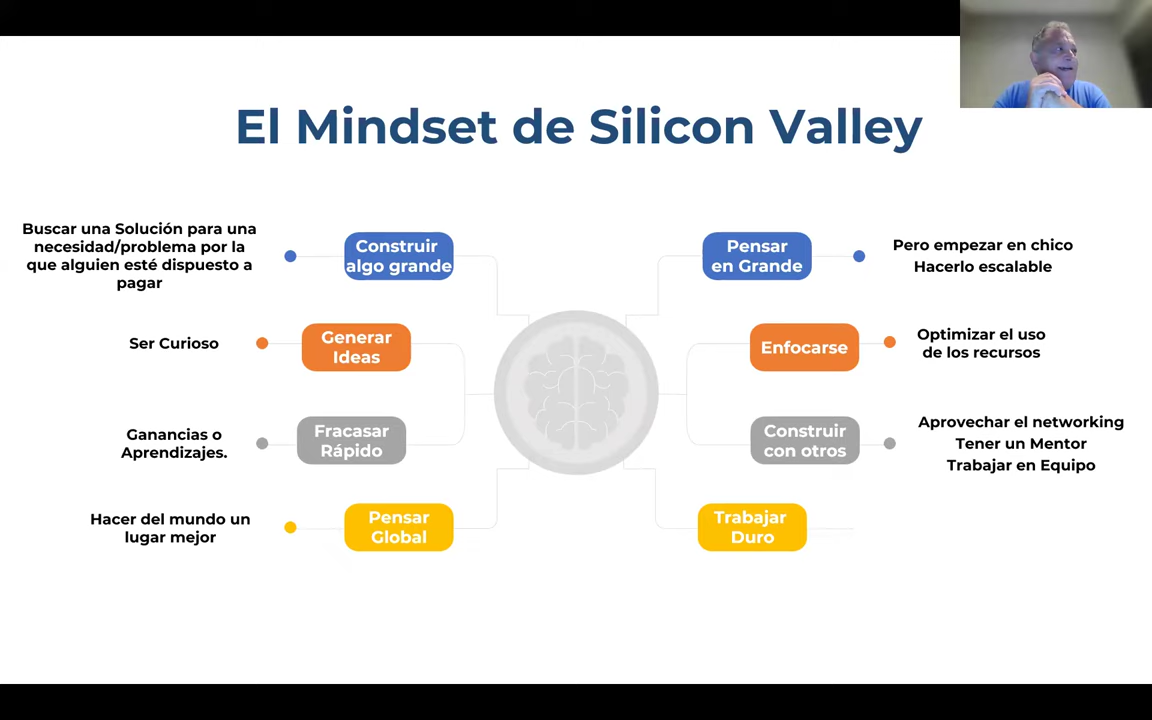 El Mindset de Silicon Valley
Buscar una Solución para una
necesidad/problema por la
que alguien esté dispuesto a
pagar
Construir
algo grande
Ser Curioso
Generar
Ideas
Ganancias o
Aprendizajes.
Fracasar
Rápido
Hacer del mundo un
lugar mejor
Pensar
Global
Pensar
en Grande
Pero empezar en chico
Hacerlo escalable
Enfocarse
Optimizar el uso
de los recursos
Construir
con otros
Aprovechar el networking
Tener un Mentor
Trabajar en Equipo
Trabajar
Duro